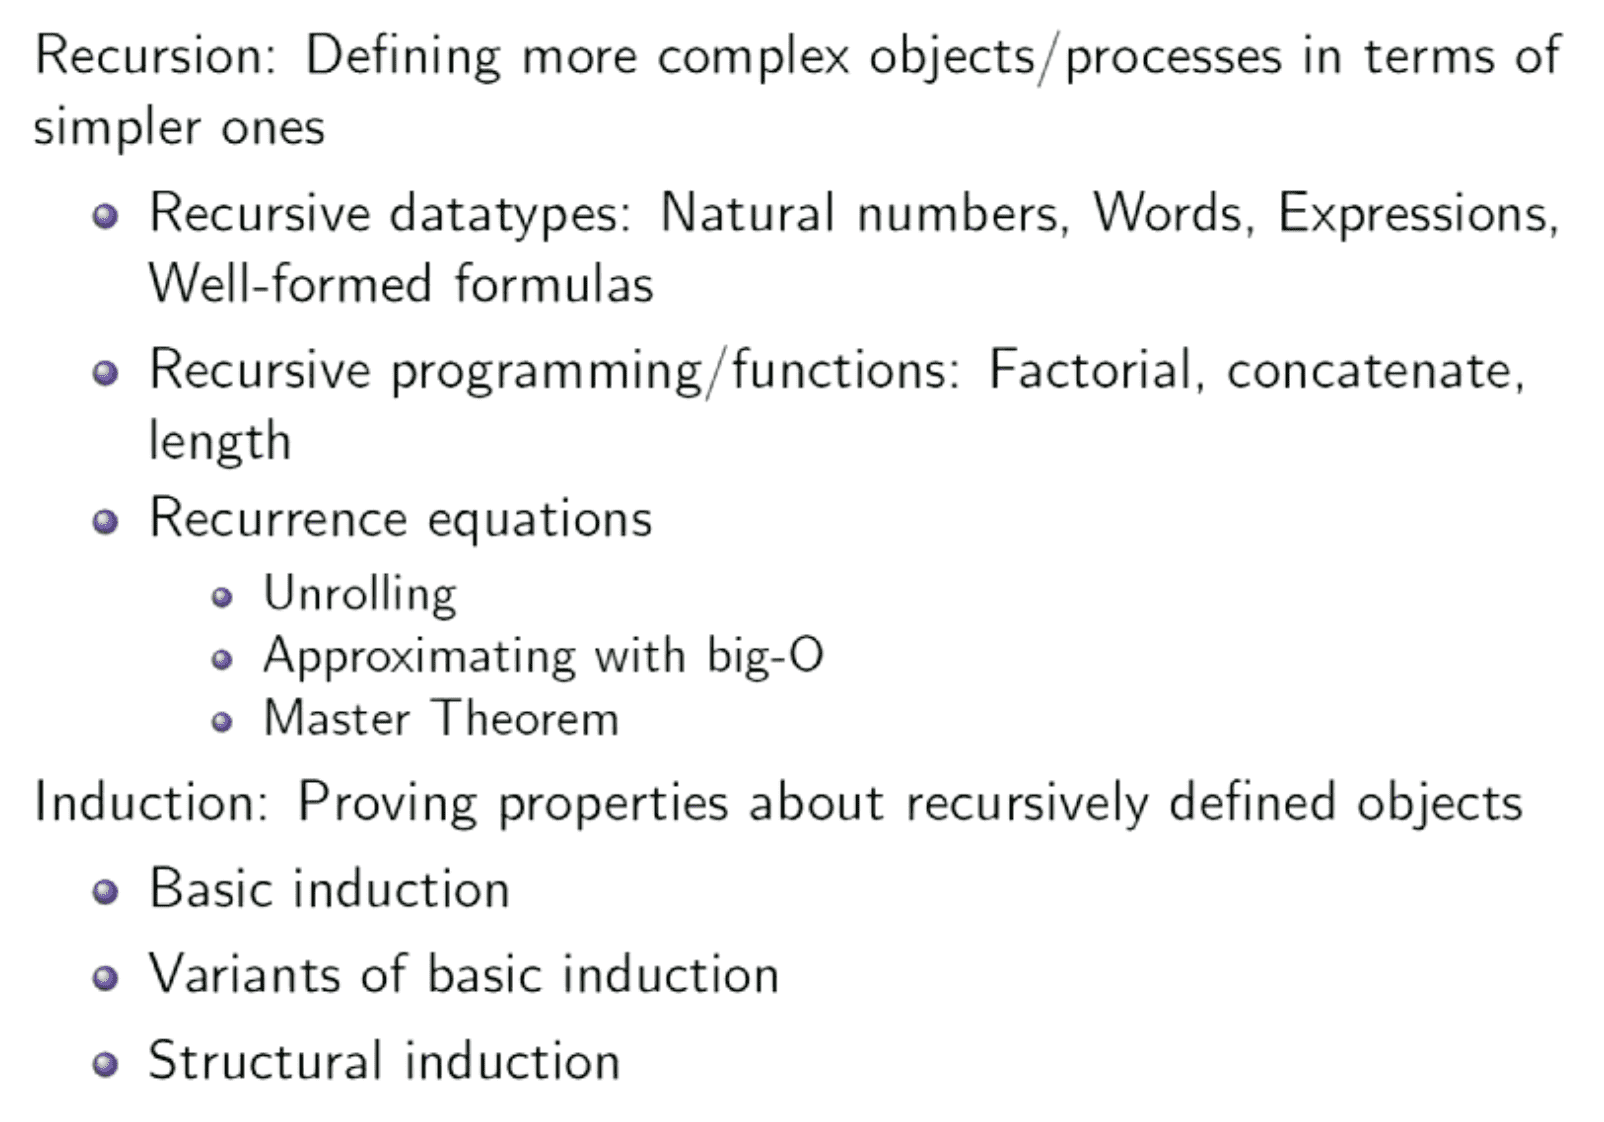 Recursion: Defining more complex objects/processes in terms of
simpler ones
Recursive datatypes: Natural numbers, Words, Expressions,
Well-formed formulas
Recursive programming/functions: Factorial, concatenate,
length
Recurrence equations
Unrolling
Approximating with big-O
Master Theorem
Induction: Proving properties about recursively defined objects
Basic induction
Variants of basic induction
Structural induction